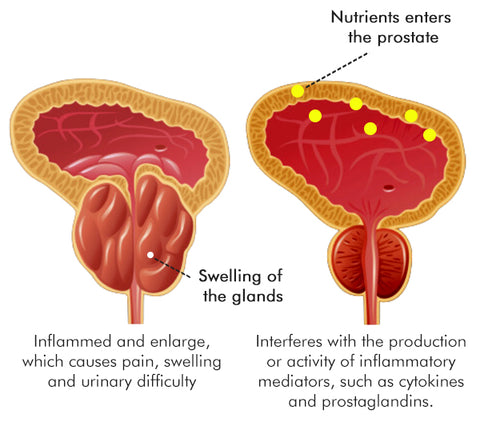 Nutrients enters
the prostate
Swelling of
the glands
Inflammed and enlarge,
which causes pain, swelling
and urinary difficulty
Interferes with the production
or activity of inflammatory
mediators, such as cytokines
and prostaglandins.